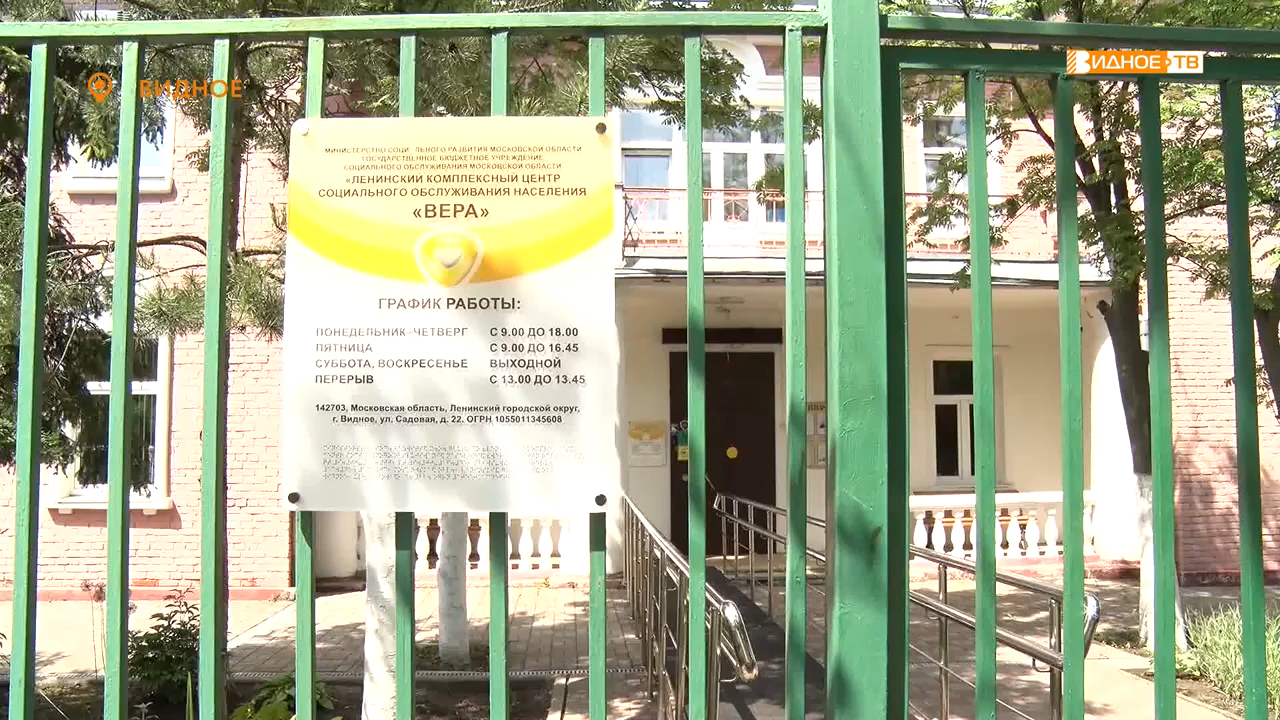 ВИДНОЕ
ВИДНОЕ ТВ
МИНИСТЕРСТВО СОЦИ ЛЬНОГО РАЗВИТИЯ МОСКОВСКОЙ ОБЛАСТИ
ГОСУДАРСТВЕННОЕ БЮДЖЕТНОЕ УЧРЕЖДЕНИЕ
СОЦИАЛЬНОГО ОБСЛУЖИВАНИЯ МОСКОВСКОЙ ОБЛАСТИ
«ЛЕНИНСКИЙ КОМПЛЕКСНЫЙ ЦЕНТР
СОЦИАЛЬНОГО ОБСЛУЖИВАНИЯ НАСЕЛЕНИЯ
«ВЕРА»
ГРАФИК РАБОТЫ:
ПОНЕДЕЛЬНИК-ЧЕТВЕРГ С 9.00 ДО 18.00
ПЯТНИЦА С 9.00 ДО 16.45
СУББОТА, ВОСКРЕСЕНЬЕ ВЫХОДНОЙ
ПЕРЕРЫВ С 13.00 ДО 13.45
142703, Московская область, Ленинский городской округ,
г. Видное, ул. Садовая, д. 22. ОГРН 1055011345608